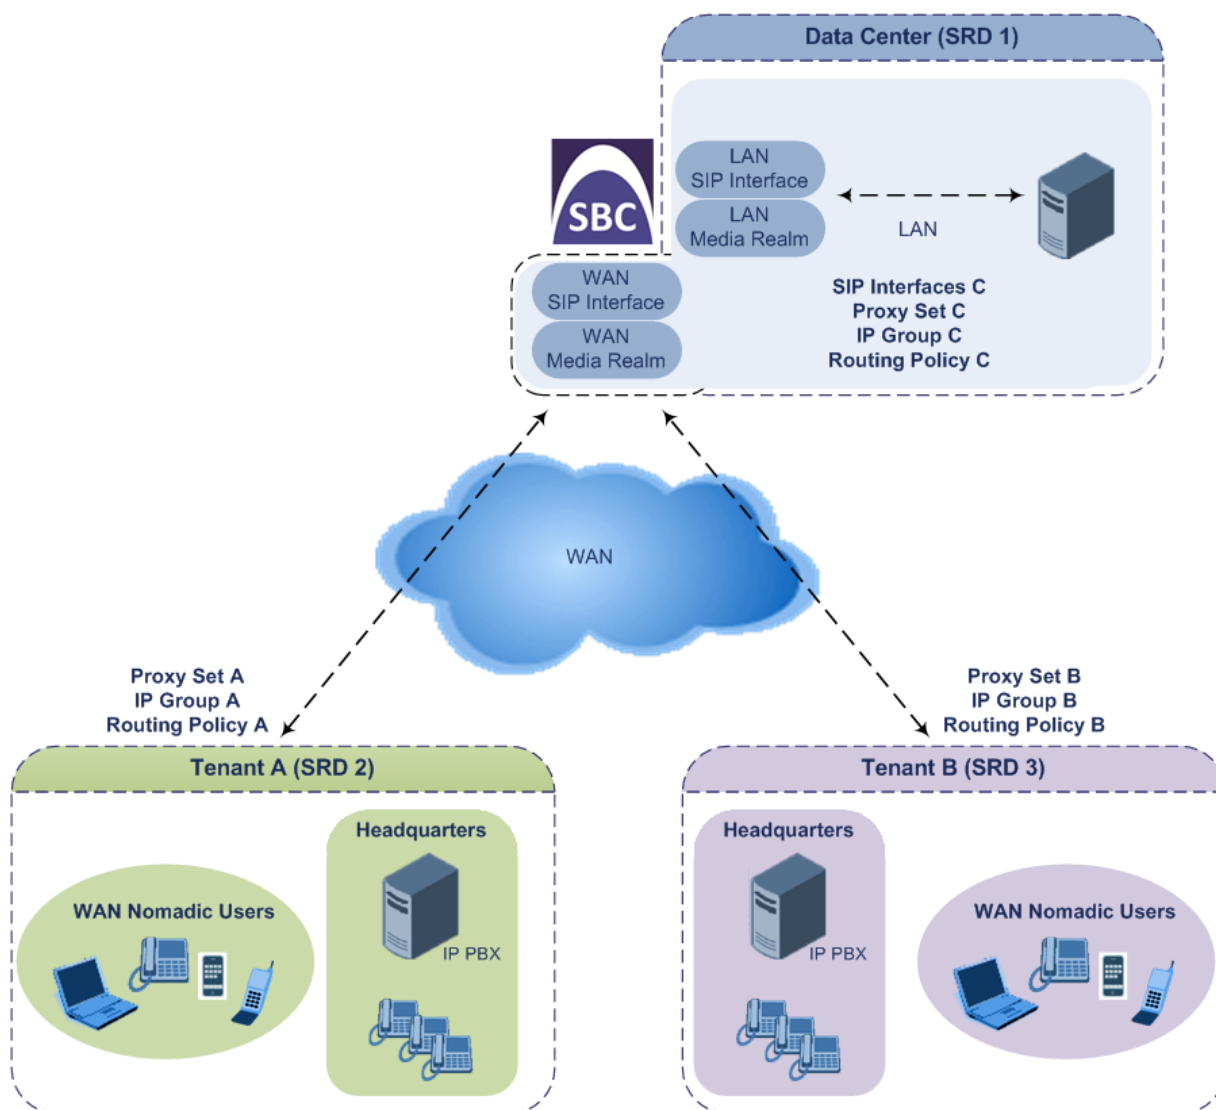 Data Center (SRD 1)
SBC
LAN
SIP Interface
LAN
Media Realm
LAN
WAN
SIP Interface
WAN
Media Realm
SIP Interfaces C
Proxy Set C
IP Group C
Routing Policy C
WAN
Proxy Set A
IP Group A
Routing Policy A
Proxy Set B
IP Group B
Routing Policy B
Tenant A (SRD 2)
WAN Nomadic Users
Headquarters
IP PBX
Tenant B (SRD 3)
Headquarters
IP PBX
WAN Nomadic Users